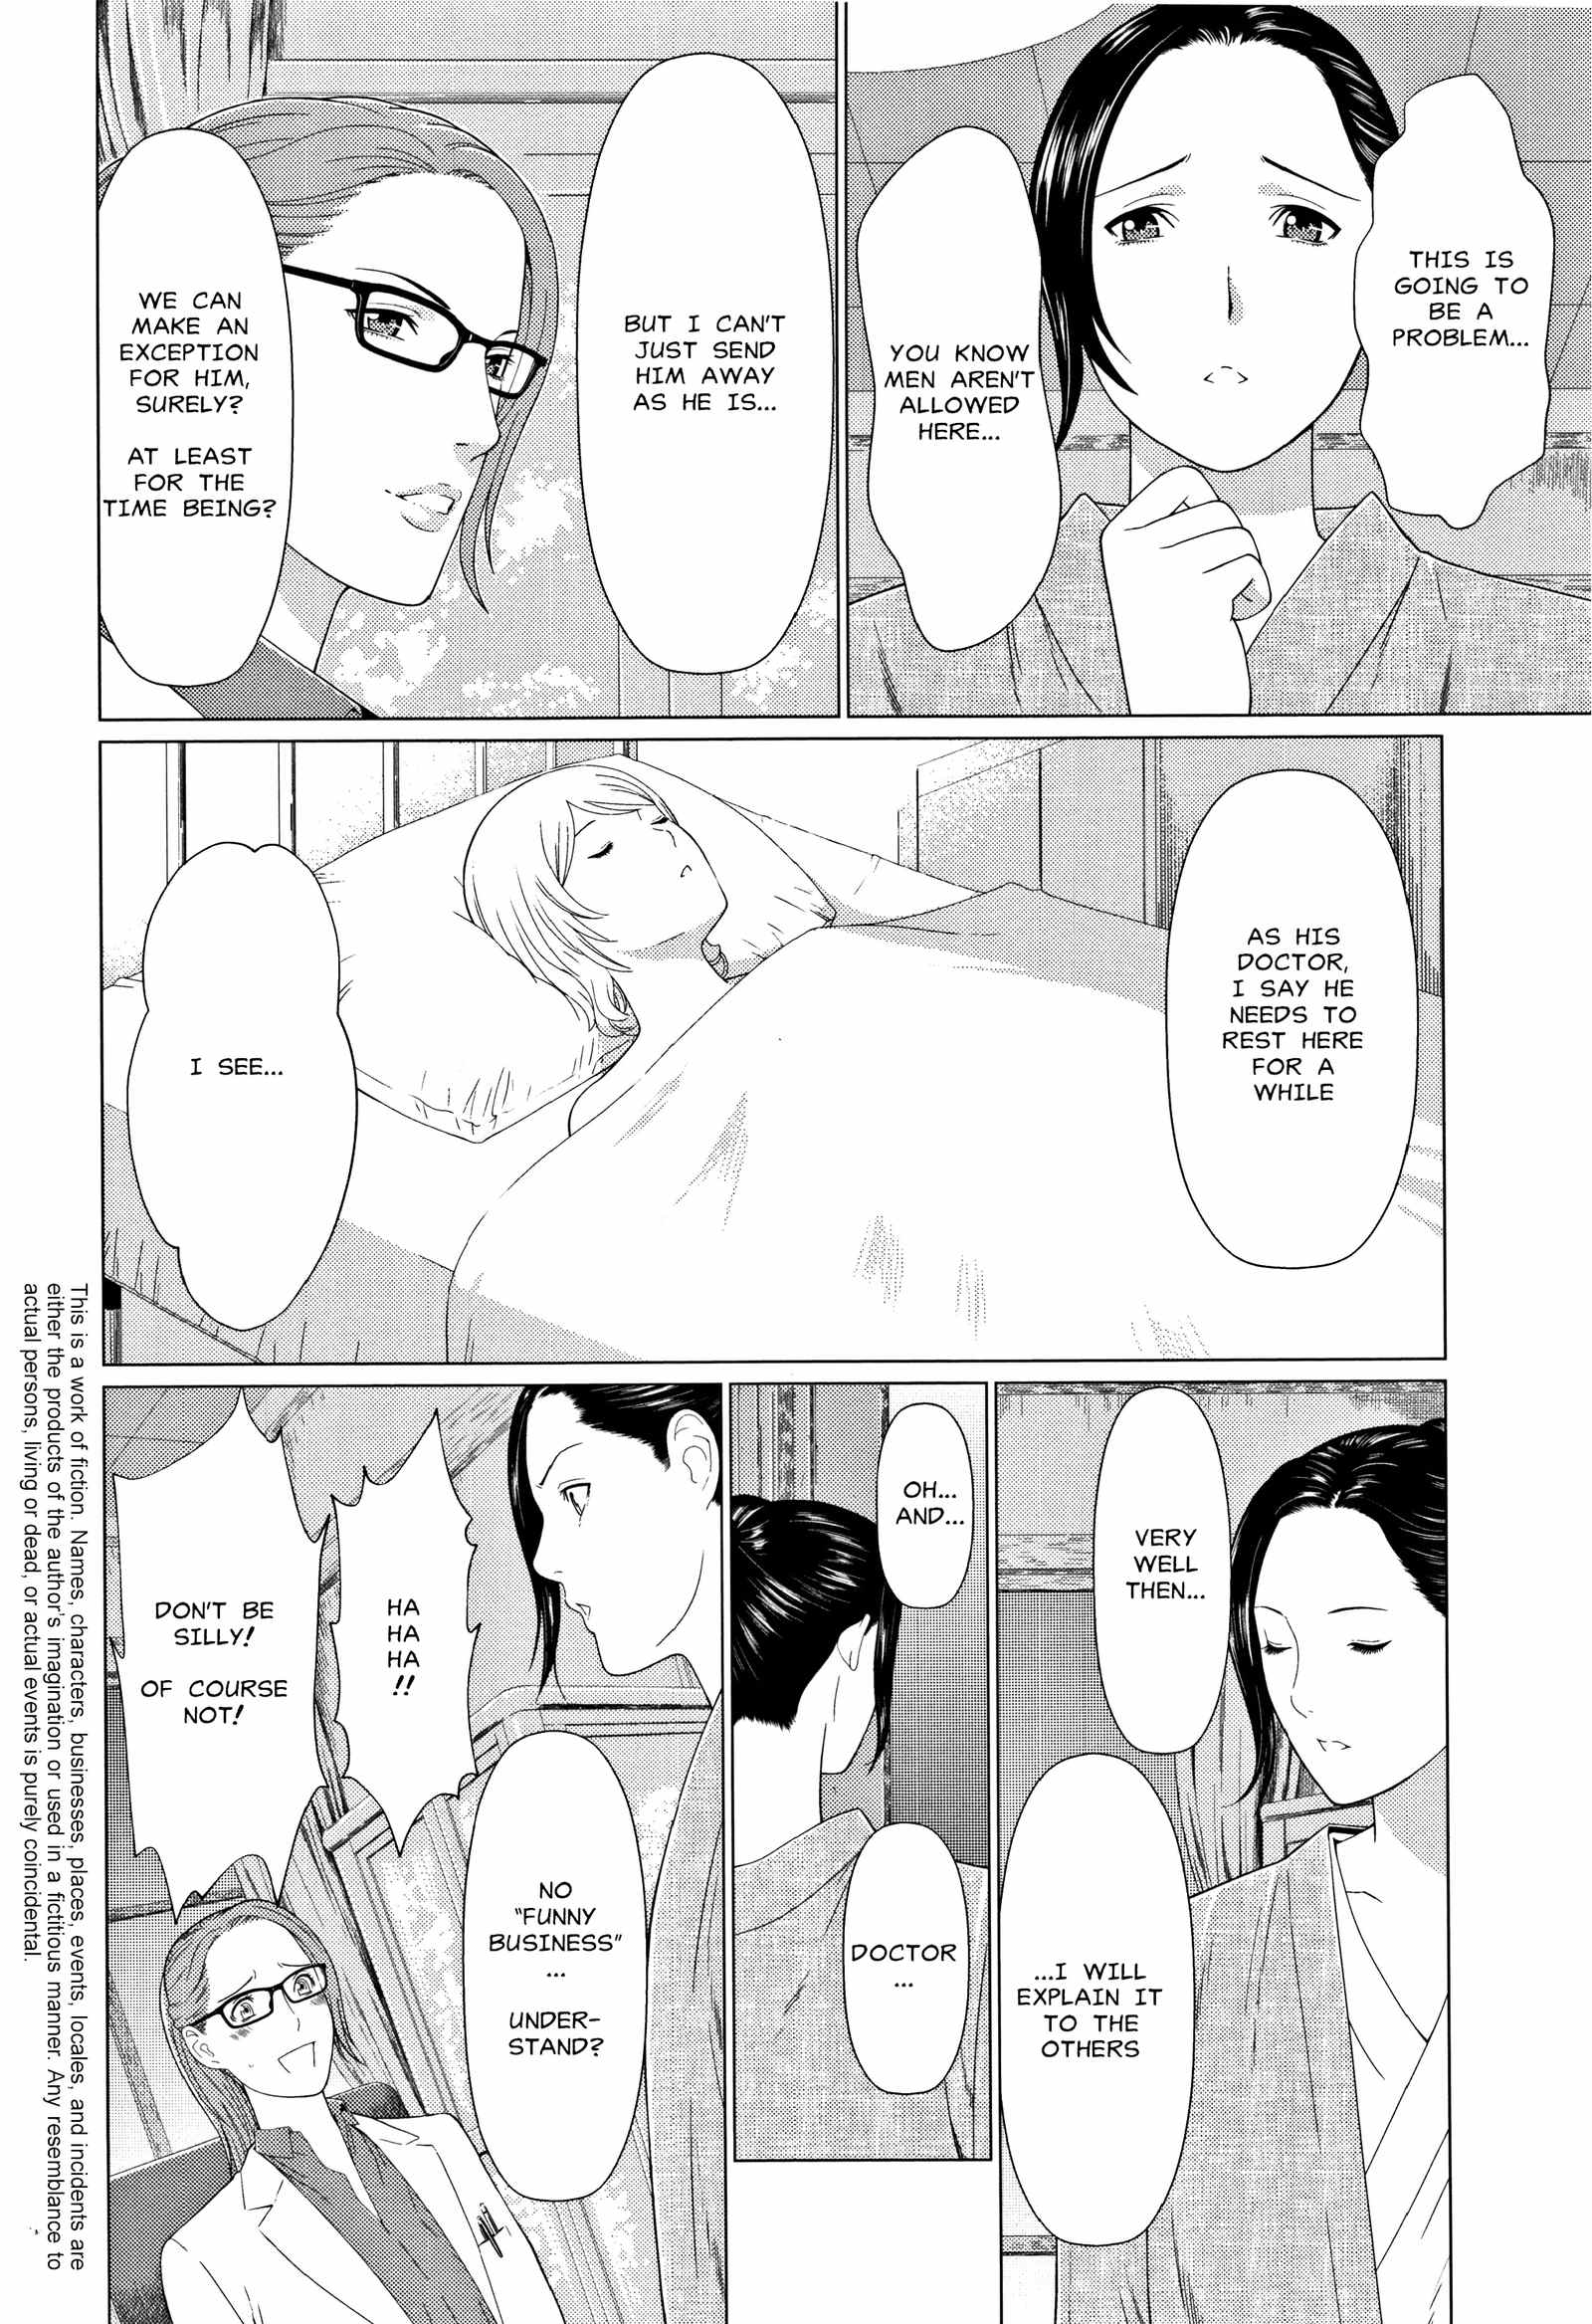 THIS IS
GOING TO
BE A
PROBLEM...
YOU KNOW
MEN AREN'T
ALLOWED
HERE...
BUT I CAN'T
JUST SEND
HIM AWAY
AS HE IS...
WE CAN
MAKE AN
EXCEPTION
FOR HIM,
SURELY?
AT LEAST
FOR THE
TIME BEING?
AS HIS
DOCTOR,
I SAY HE
NEEDS TO
REST HERE
FOR A
WHILE
I SEE...
VERY
WELL
THEN...
...I WILL
EXPLAIN IT
TO THE
OTHERS
OH...
AND...
DOCTOR
...
NO
"FUNNY
BUSINESS"
...
UNDER-
STAND?
HA
HA
HA
!!
DON'T BE
SILLY!
OF COURSE
NOT!
This is a work of fiction. Names, characters, businesses, places, events, locales, and incidents are
either the products of the author's imagination or used in a fictitious manner. Any resemblance to
actual persons, living or dead, or actual events is purely coincidental.